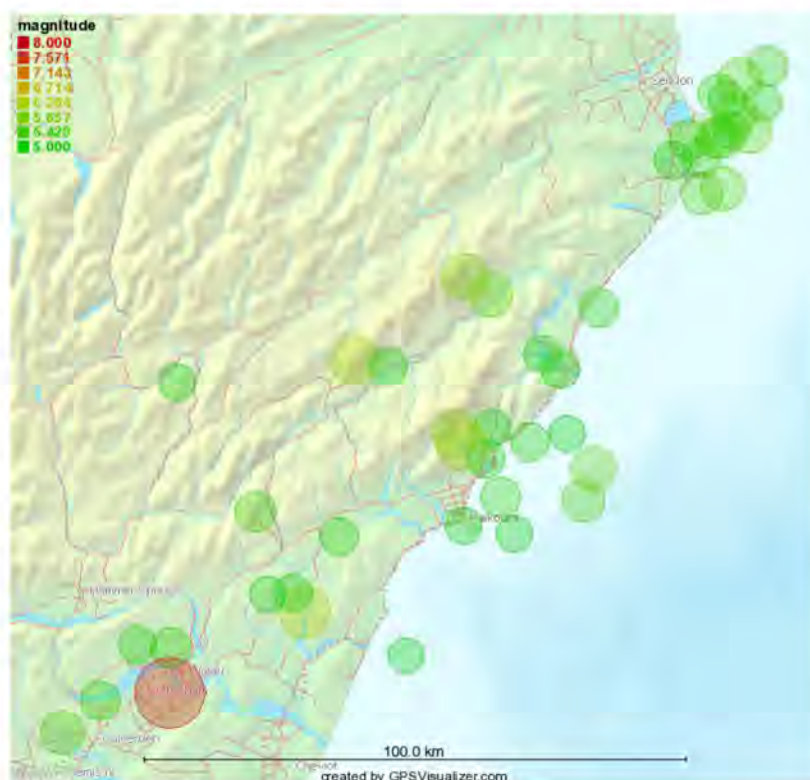 magnitude
8.000
7.571
7.143
6.714
6.286
5.857
5.429
5.000
Seddon
Kaikoura
Hanmer Springs
Culverden
Cheviot
100.0 km
created by GPSVisualizer.com